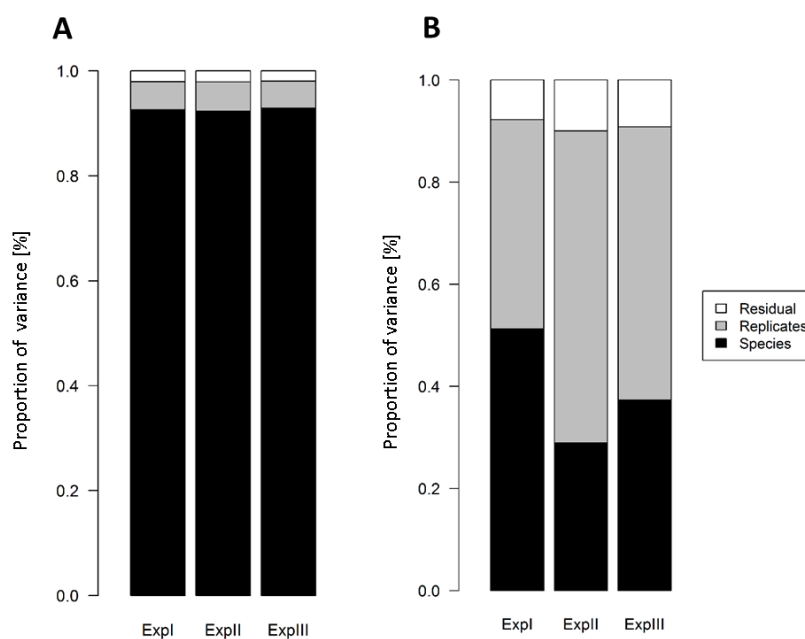 A
Proportion of variance [%]
1.0
0.8
0.6
0.4
0.2
0.0
ExpI
ExpII
ExpIII
B
Proportion of variance [%]
1.0
0.8
0.6
0.4
0.2
0.0
ExpI
ExpII
ExpIII
Residual
Replicates
Species